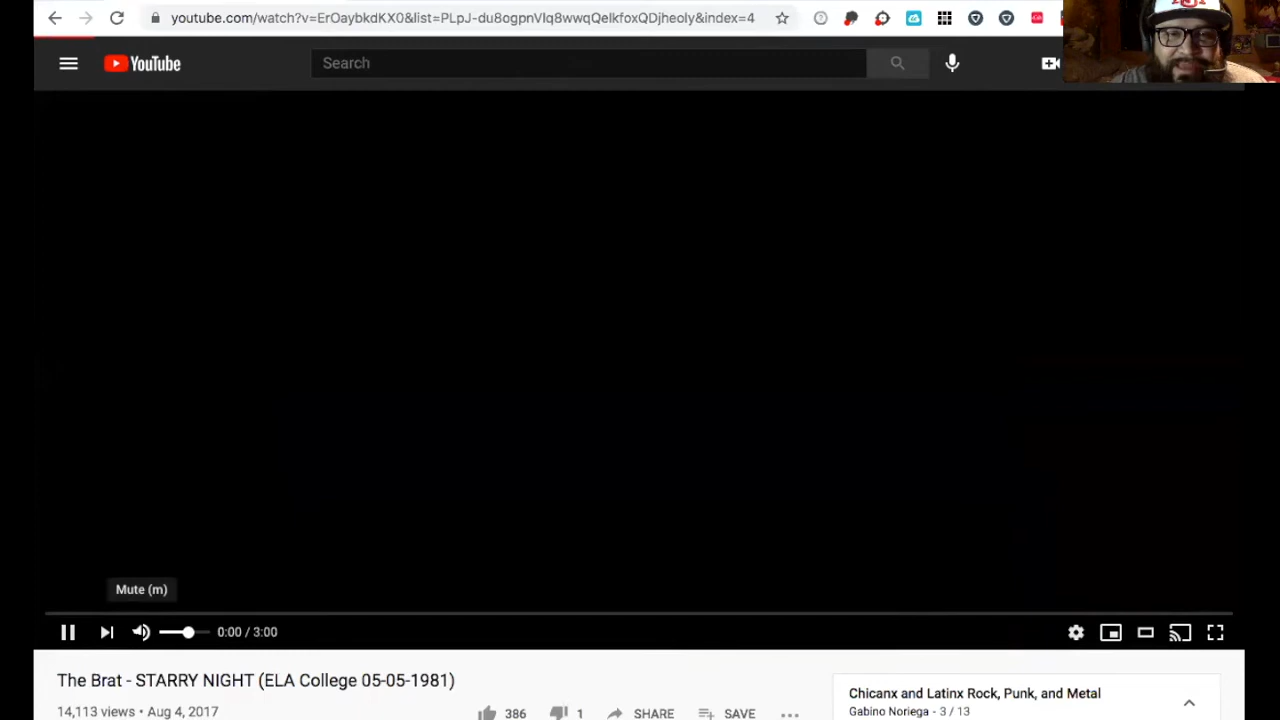 youtube.com/watch?v=ErOaybkdKX0&list=PLpJ-du8ogpnVlq8wwqQelkfoxQDjheoly&index=4
YouTube
Search
Mute (m)
0:00 / 3:00
The Brat - STARRY NIGHT (ELA College 05-05-1981)
14,113 views • Aug 4, 2017
386
1
SHARE
SAVE
Chicanx and Latinx Rock, Punk, and Metal
Gabino Noriega - 3 / 13